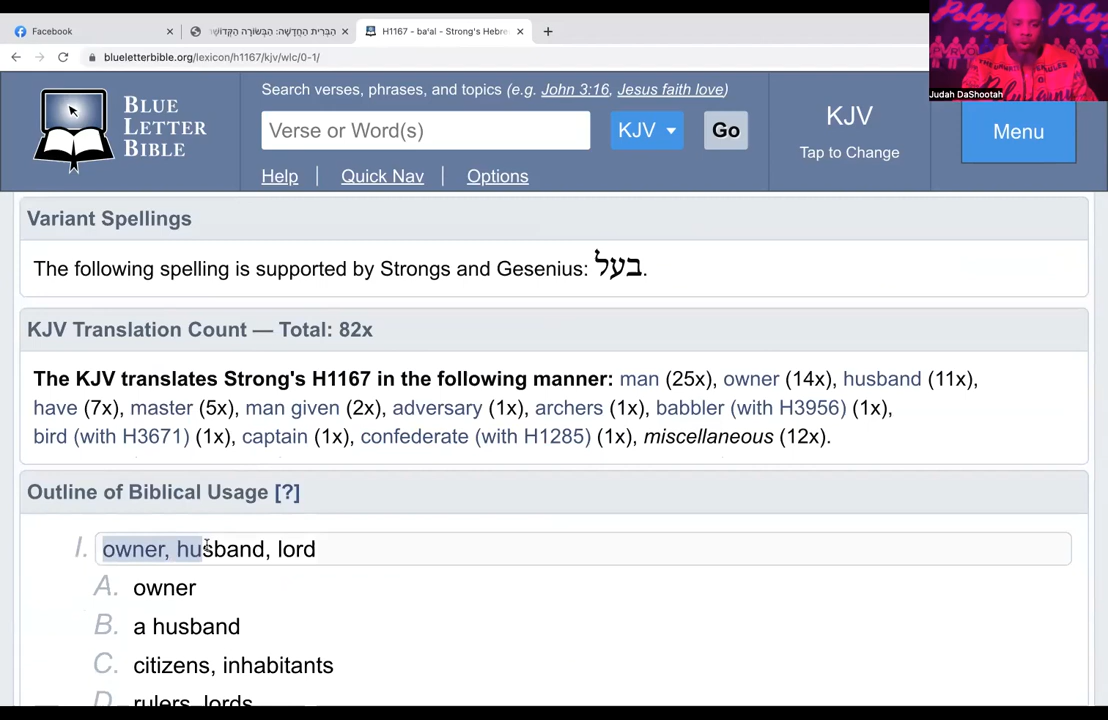 Facebook
הַבְּרִית הַחֲדָשָׁה: הַבְּשׂוֹרָה הַקְּדוֹשׁ
H1167 - ba'al - Strong's Hebre
blueletterbible.org/lexicon/h1167/kjv/wlc/0-1/
Judah DaShootah
BLUE
LETTER
BIBLE
Search verses, phrases, and topics (e.g. John 3:16, Jesus faith love)
Verse or Word(s)
KJV
Go
Help | Quick Nav | Options
KJV
Tap to Change
Menu
Variant Spellings
The following spelling is supported by Strongs and Gesenius: בעל.
KJV Translation Count — Total: 82x
The KJV translates Strong's H1167 in the following manner: man (25x), owner (14x), husband (11x),
have (7x), master (5x), man given (2x), adversary (1x), archers (1x), babbler (with H3956) (1x),
bird (with H3671) (1x), captain (1x), confederate (with H1285) (1x), miscellaneous (12x).
Outline of Biblical Usage [?]
I. owner, husband, lord
A. owner
B. a husband
C. citizens, inhabitants
D. rulers, lords